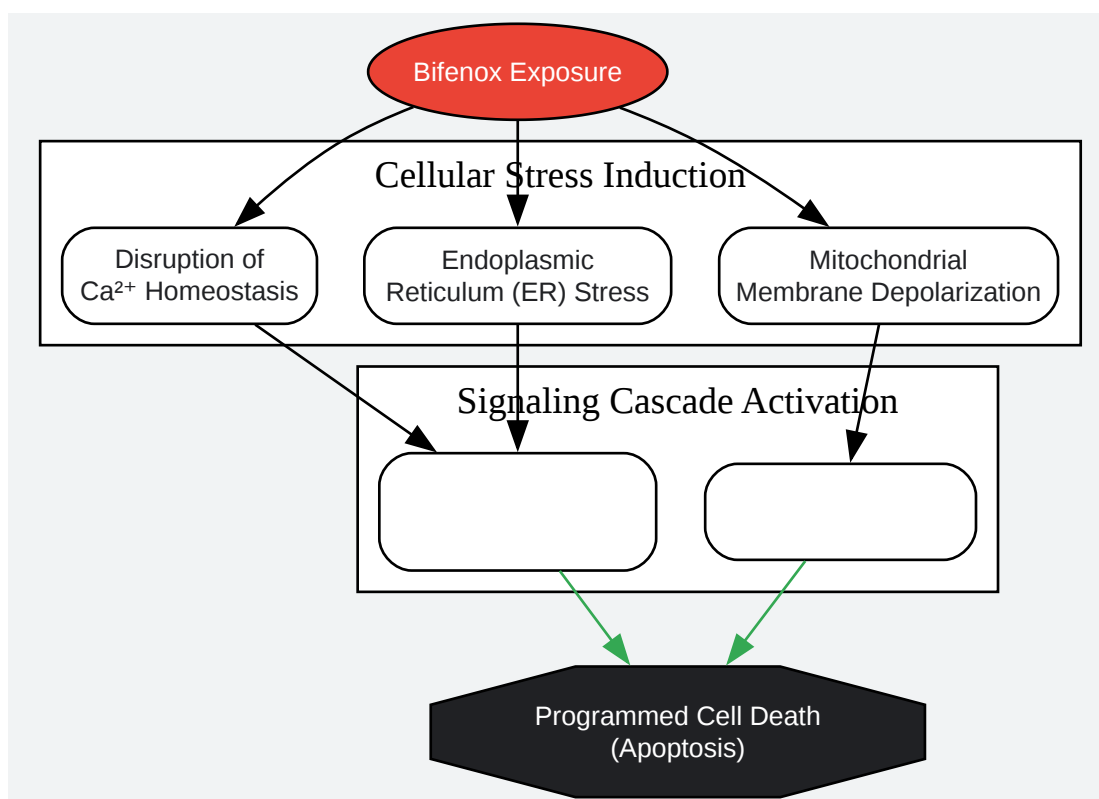 Bifenox Exposure
Cellular Stress Induction
Disruption of
Ca²⁺ Homeostasis
Endoplasmic
Reticulum (ER) Stress
Mitochondrial
Membrane Depolarization
Signaling Cascade Activation
Programmed Cell Death
(Apoptosis)